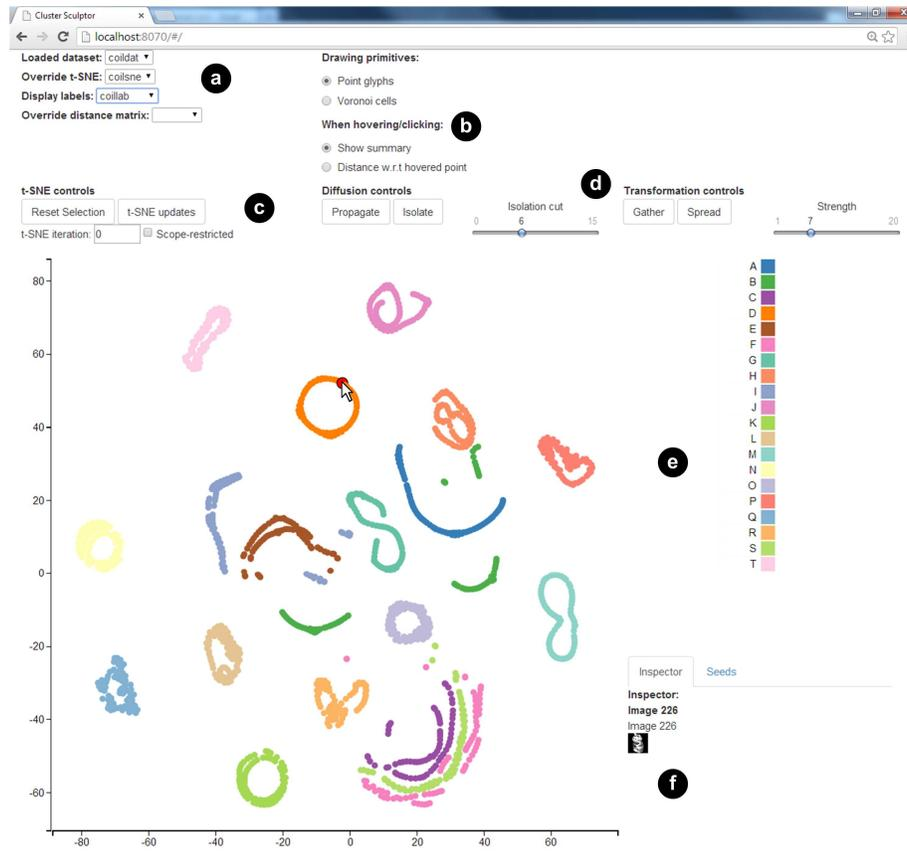 Cluster Sculptor
localhost:8070/#/
Loaded dataset: coildat
Override t-SNE: coilsne
Display labels: coillab
Override distance matrix:
a
Drawing primitives:
Point glyphs
Voronoi cells
When hovering/clicking:
b
Show summary
Distance w.r.t hovered point
t-SNE controls
c
Reset Selection
t-SNE updates
t-SNE iteration: 0
Scope-restricted
Diffusion controls
d
Propagate
Isolate
Isolation cut
0 6 15
Transformation controls
Gather
Spread
Strength
1 7 20
80
60
40
20
0
-20
-40
-60
-80 -60 -40 -20 0 20 40 60
A
B
C
D
E
F
G
H
I
J
K
L
M
N
O
P
Q
R
S
T
e
Inspector
Seeds
Inspector:
Image 226
Image 226
f